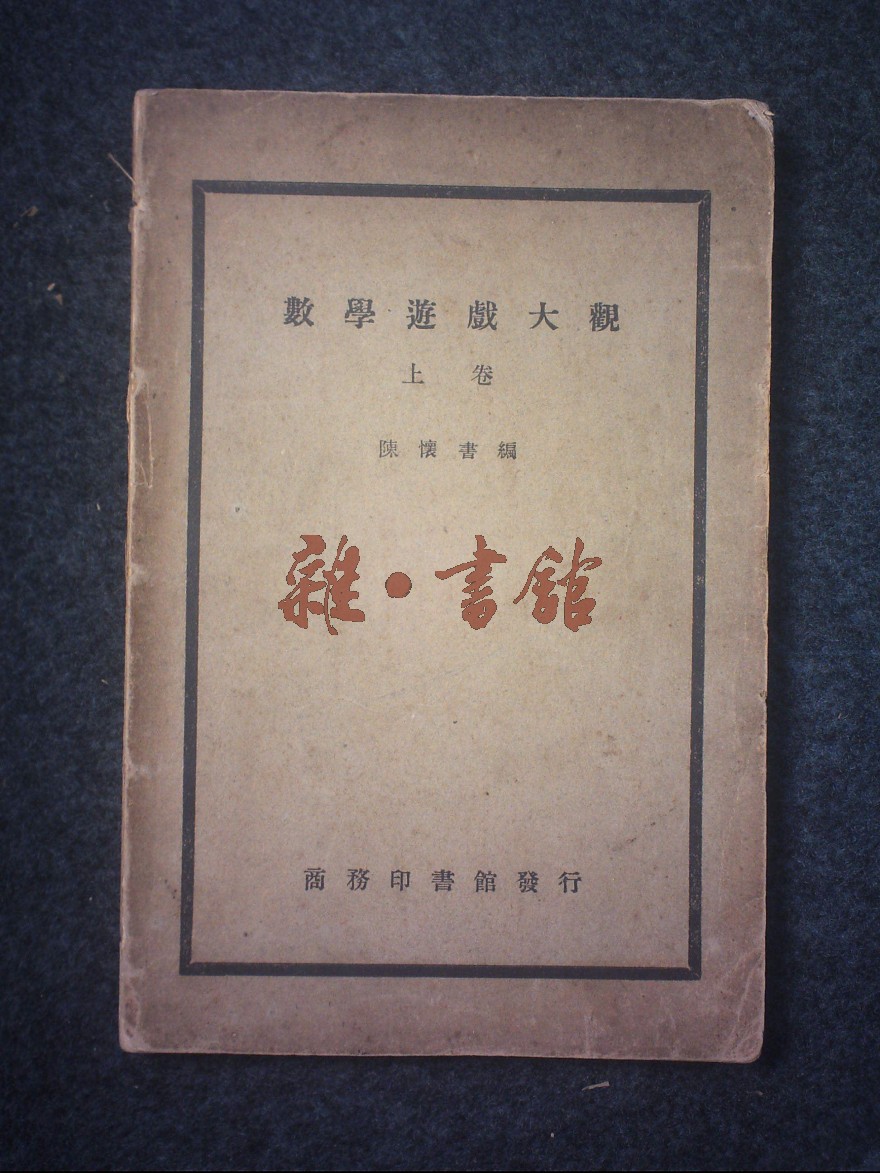 數學遊戲大觀
上卷
陳懷書編
雜·書館
商務印書館發行